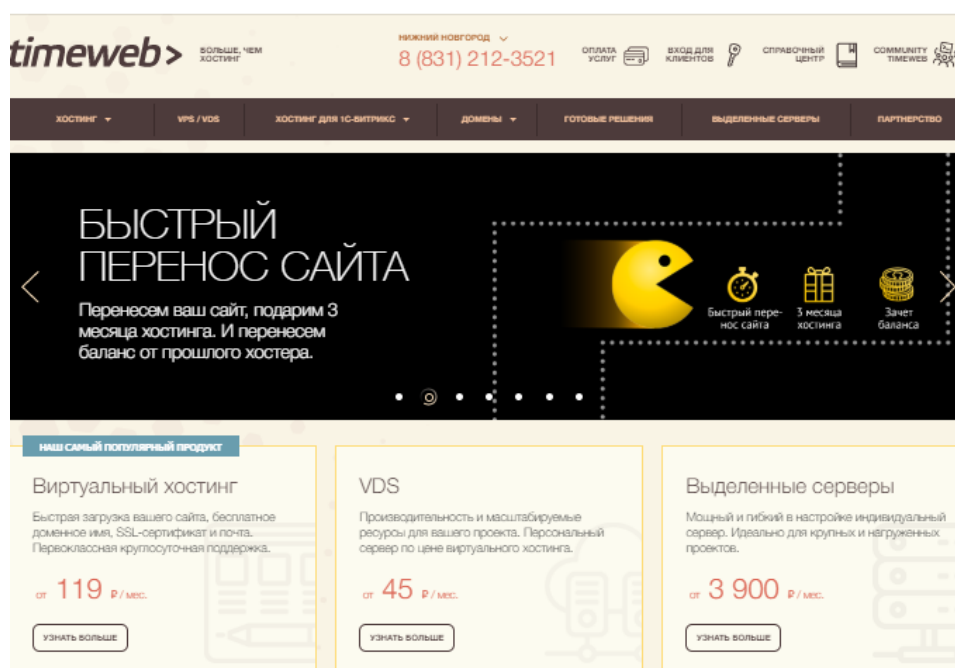 timeweb>
БОЛЬШЕ, ЧЕМ
ХОСТИНГ
НИЖНИЙ НОВГОРОД
8 (831) 212-3521
ОПЛАТА
УСЛУГ
ВХОД ДЛЯ
КЛИЕНТОВ
СПРАВОЧНЫЙ
ЦЕНТР
COMMUNITY
TIMEWEB
ХОСТИНГ
VPS / VDS
ХОСТИНГ ДЛЯ 1С-БИТРИКС
ДОМЕНЫ
ГОТОВЫЕ РЕШЕНИЯ
ВЫДЕЛЕННЫЕ СЕРВЕРЫ
ПАРТНЕРСТВО
БЫСТРЫЙ
ПЕРЕНОС САЙТА
Перенесем ваш сайт, подарим 3
месяца хостинга. И перенесем
баланс от прошлого хостера.
Быстрый пере-
нос сайта
3 месяца
хостинга
Зачет
баланса
НАШ САМЫЙ ПОПУЛЯРНЫЙ ПРОДУКТ
Виртуальный хостинг
Быстрая загрузка вашего сайта, бесплатное
доменное имя, SSL-сертификат и почта.
Первоклассная круглосуточная поддержка.
от 119 ₽/мес.
УЗНАТЬ БОЛЬШЕ
VDS
Производительность и масштабируемые
ресурсы для вашего проекта. Персональный
сервер по цене виртуального хостинга.
от 45 ₽/мес.
УЗНАТЬ БОЛЬШЕ
Выделенные серверы
Мощный и гибкий в настройке индивидуальный
сервер. Идеально для крупных и нагруженных
проектов.
от 3 900 ₽/мес.
УЗНАТЬ БОЛЬШЕ